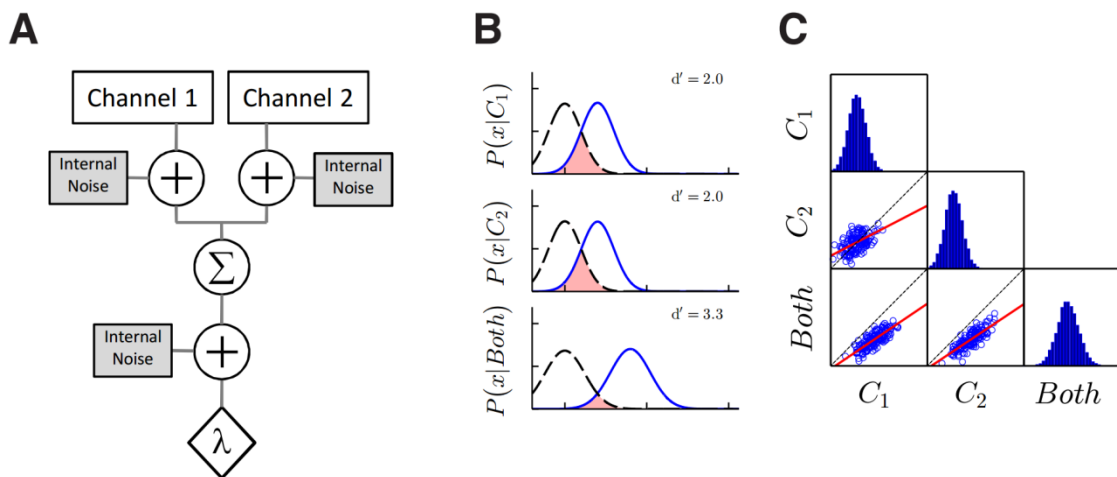 A
Channel 1
Channel 2
Internal
Noise
+
+
Internal
Noise
Σ
Internal
Noise
+
λ
B
P(x|C₁)
d′ = 2.0
P(x|C₂)
d′ = 2.0
P(x|Both)
d′ = 3.3
C
C₁
C₂
Both
C₁
C₂
Both